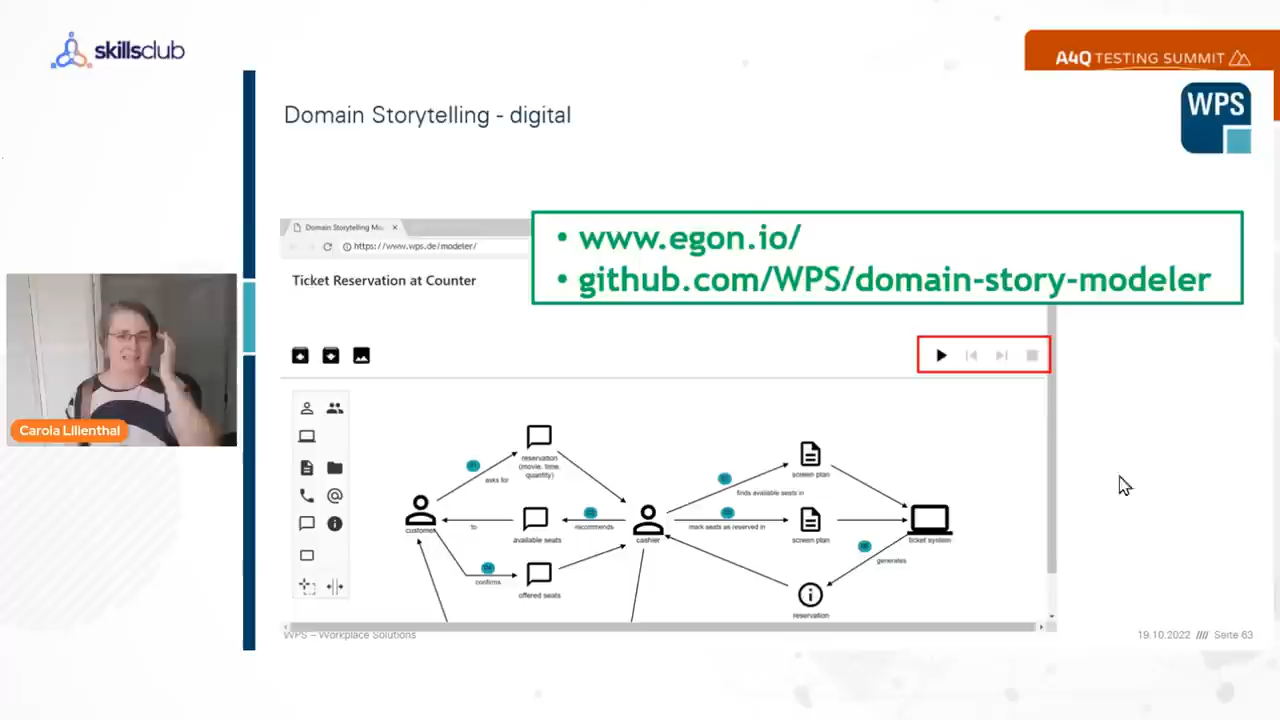 skillsclub
A4Q TESTING SUMMIT
Domain Storytelling - digital
WPS
Domain Storytelling Mo
https://www.wps.de/modeler/
• www.egon.io/
• github.com/WPS/domain-story-modeler
Ticket Reservation at Counter
Carola Lilienthal
reservation
(movie, time,
quantity)
asks for
screen plan
finds available seats in
customer
to
available seats
recommends
cashier
mark seats as reserved in
screen plan
ticket system
generates
confirms
offered seats
reservation
WPS – Workplace Solutions
19.10.2022 //// Seite 63